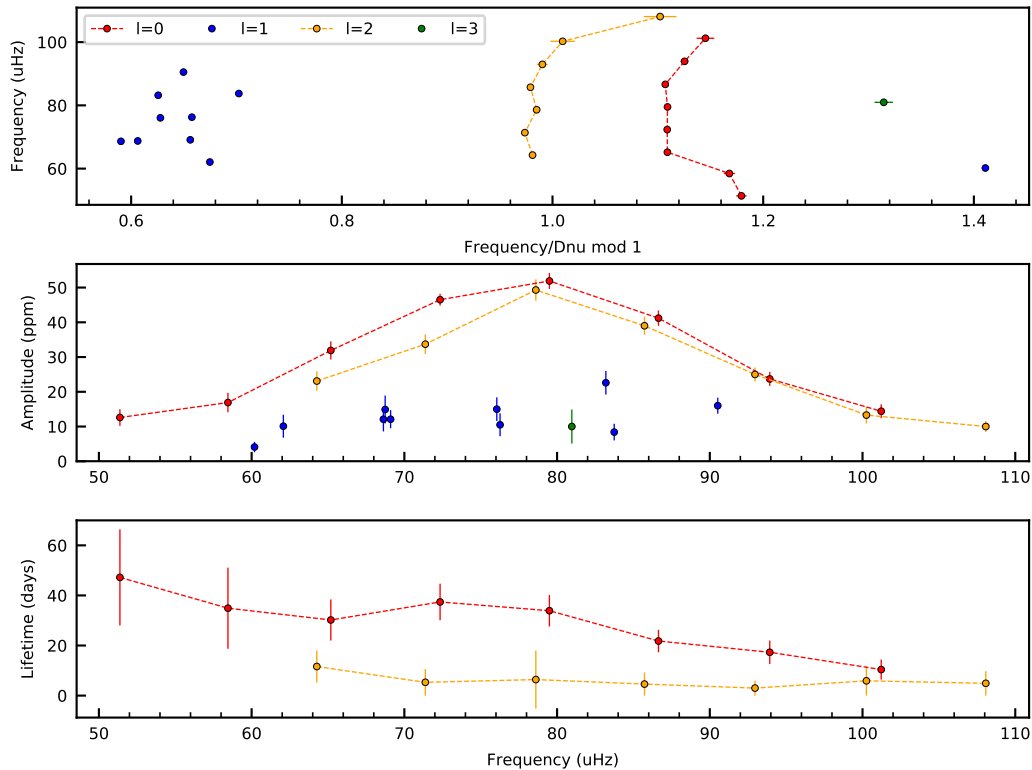 l=0 l=1 l=2 l=3
Frequency (uHz)
100
80
60
0.6 0.8 1.0 1.2 1.4
Frequency/Dnu mod 1
Amplitude (ppm)
50
40
30
20
10
0
50 60 70 80 90 100 110
Lifetime (days)
60
40
20
0
50 60 70 80 90 100 110
Frequency (uHz)